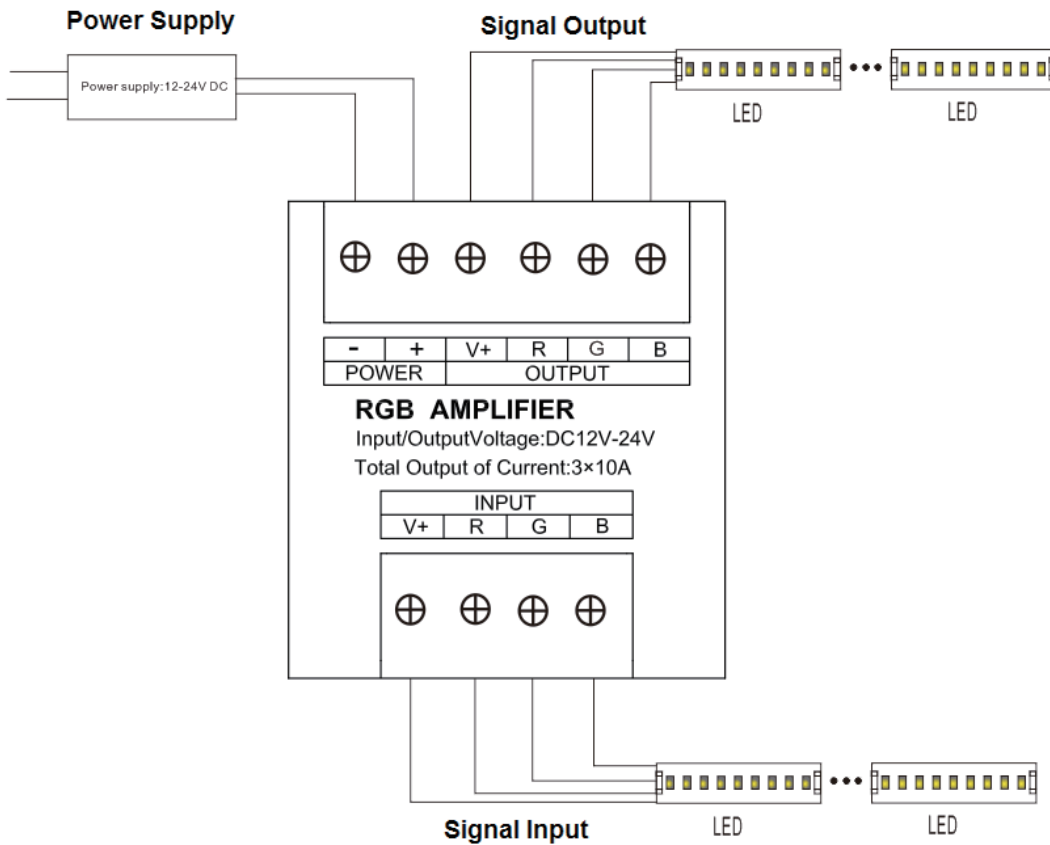 Power Supply
Signal Output
Power supply:12-24V DC
LED
LED
- + V+ R G B
POWER OUTPUT
RGB AMPLIFIER
Input/OutputVoltage:DC12V-24V
Total Output of Current:3×10A
INPUT
V+ R G B
Signal Input
LED
LED